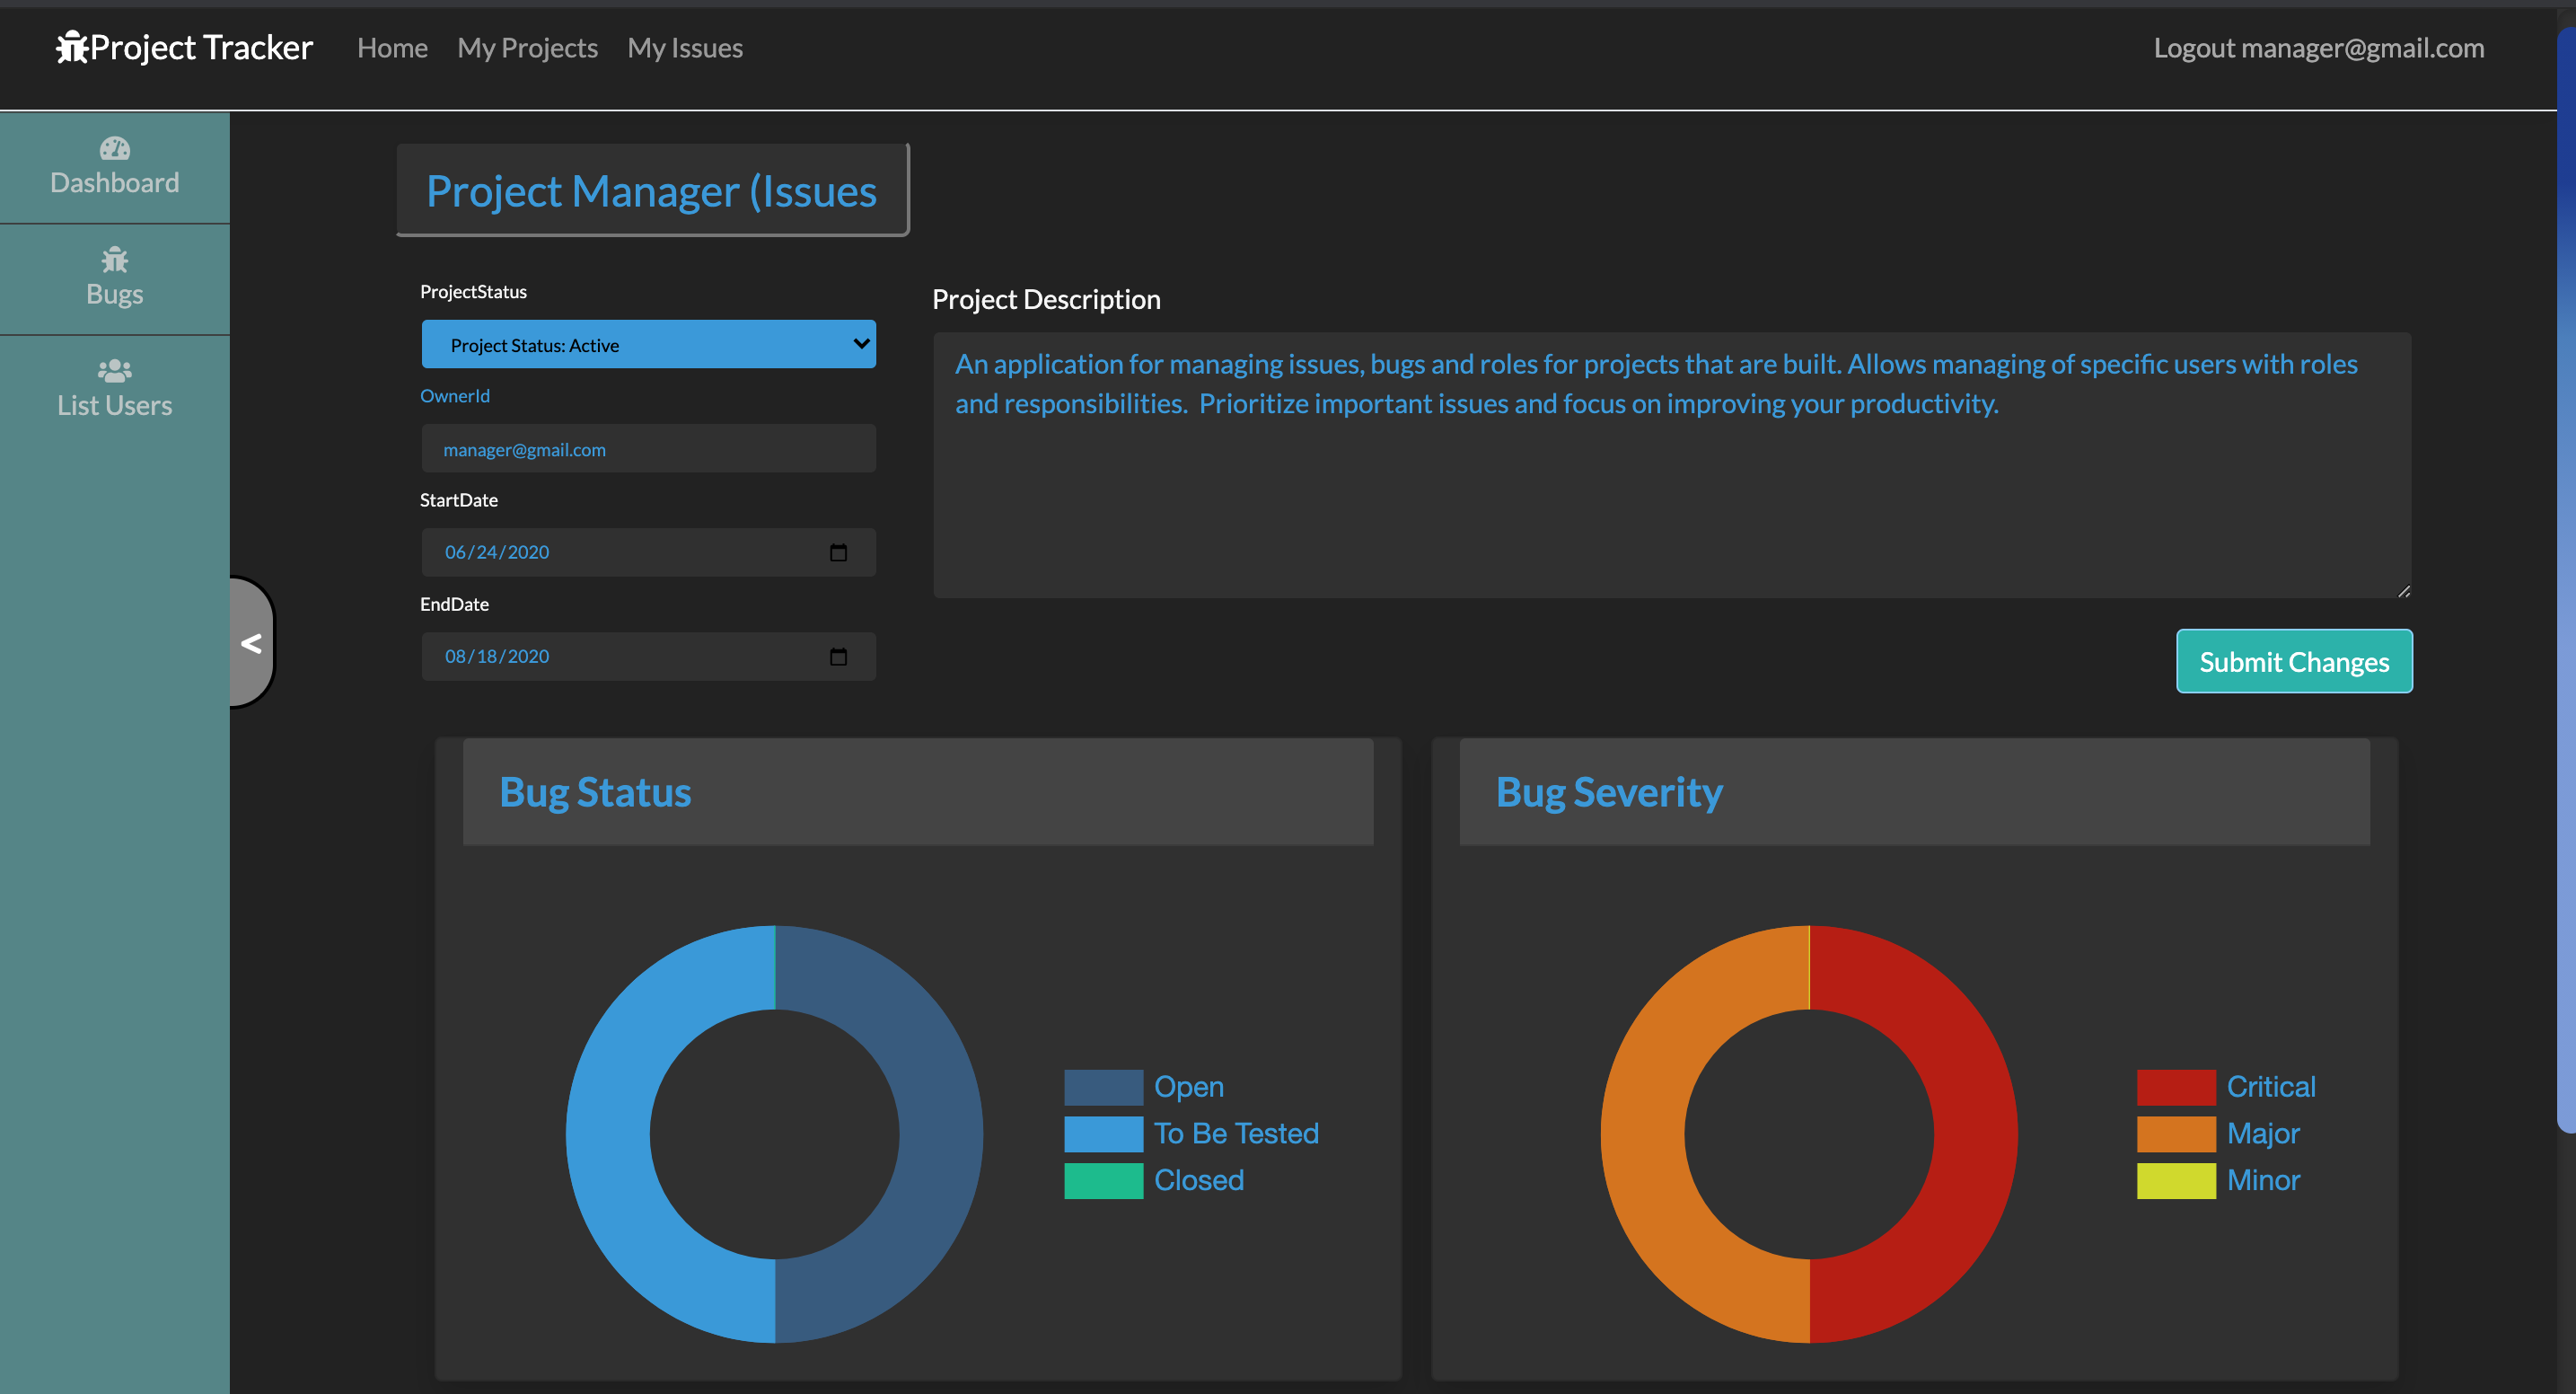 Project Tracker
Home
My Projects
My Issues
Logout manager@gmail.com
Dashboard
Bugs
List Users
<
Project Manager (Issues
ProjectStatus
Project Status: Active
OwnerId
manager@gmail.com
StartDate
06/24/2020
EndDate
08/18/2020
Project Description
An application for managing issues, bugs and roles for projects that are built. Allows managing of specific users with roles
and responsibilities.  Prioritize important issues and focus on improving your productivity.
Submit Changes
Bug Status
Open
To Be Tested
Closed
Bug Severity
Critical
Major
Minor